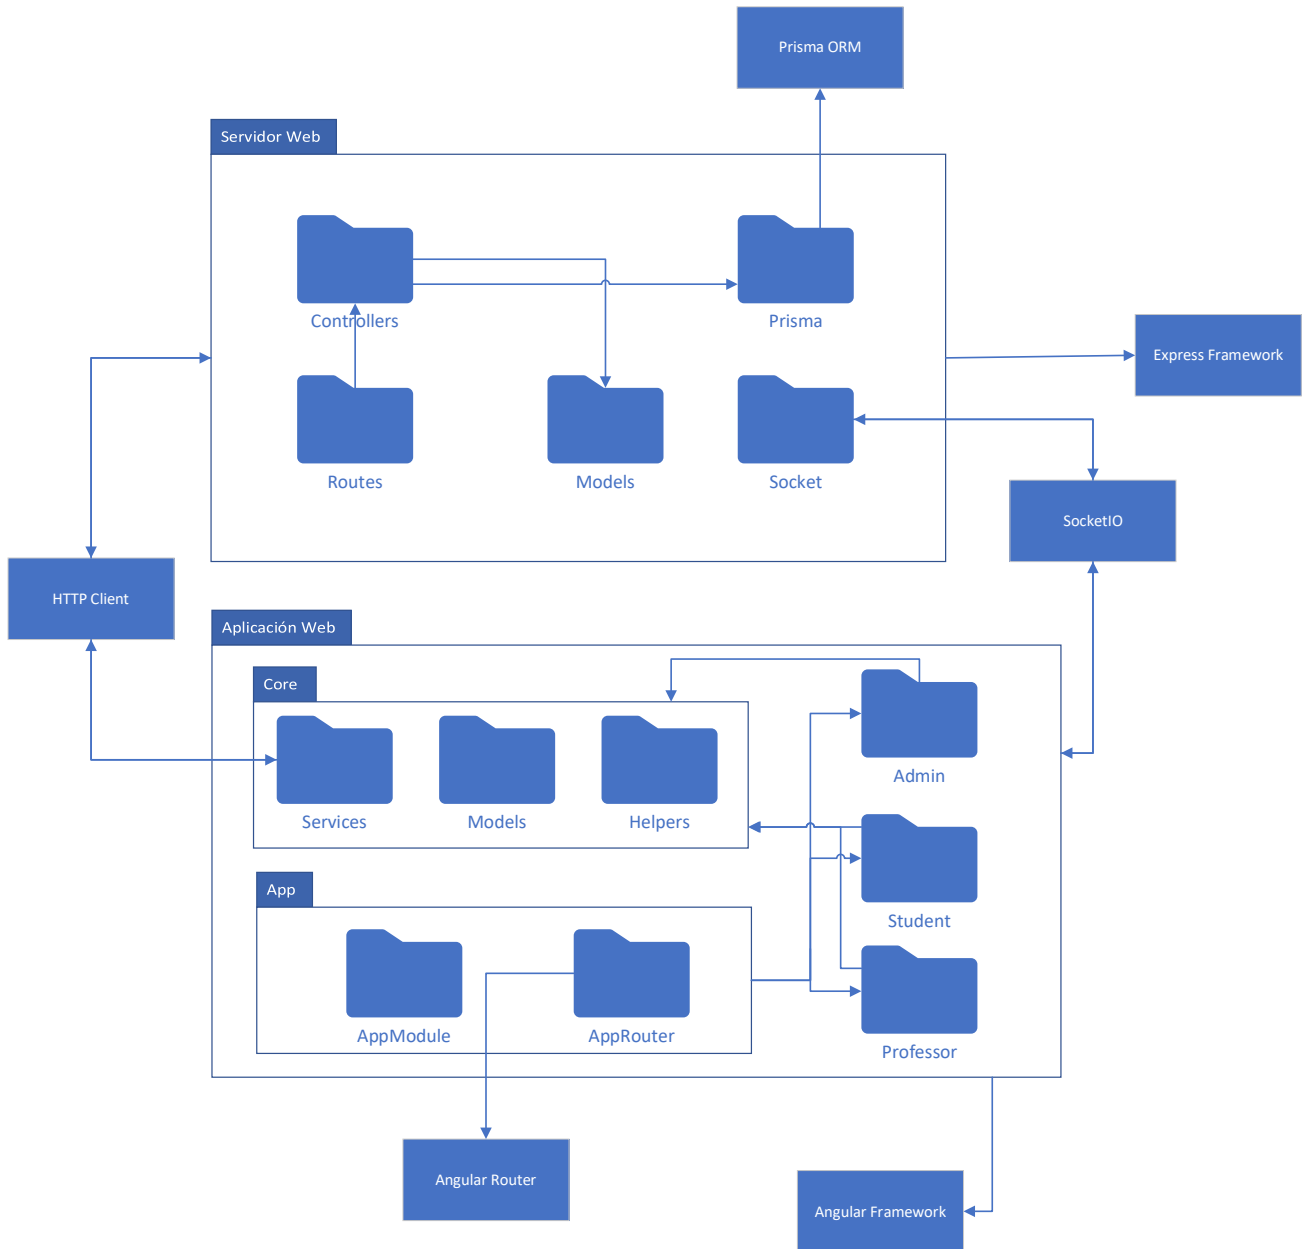 Prisma ORM
Servidor Web
Controllers
Prisma
Express Framework
Routes
Models
Socket
SocketIO
HTTP Client
Aplicación Web
Core
Admin
Services
Models
Helpers
App
Student
AppModule
AppRouter
Professor
Angular Router
Angular Framework